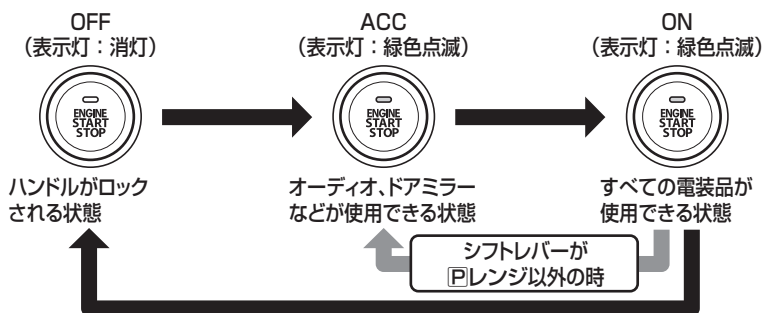 OFF
(表示灯：消灯)
ACC
(表示灯：緑色点滅)
ON
(表示灯：緑色点滅)
ENGINE
START
STOP
ENGINE
START
STOP
ENGINE
START
STOP
ハンドルがロック
される状態
オーディオ、ドアミラー
などが使用できる状態
すべての電装品が
使用できる状態
シフトレバーが
Pレンジ以外の時